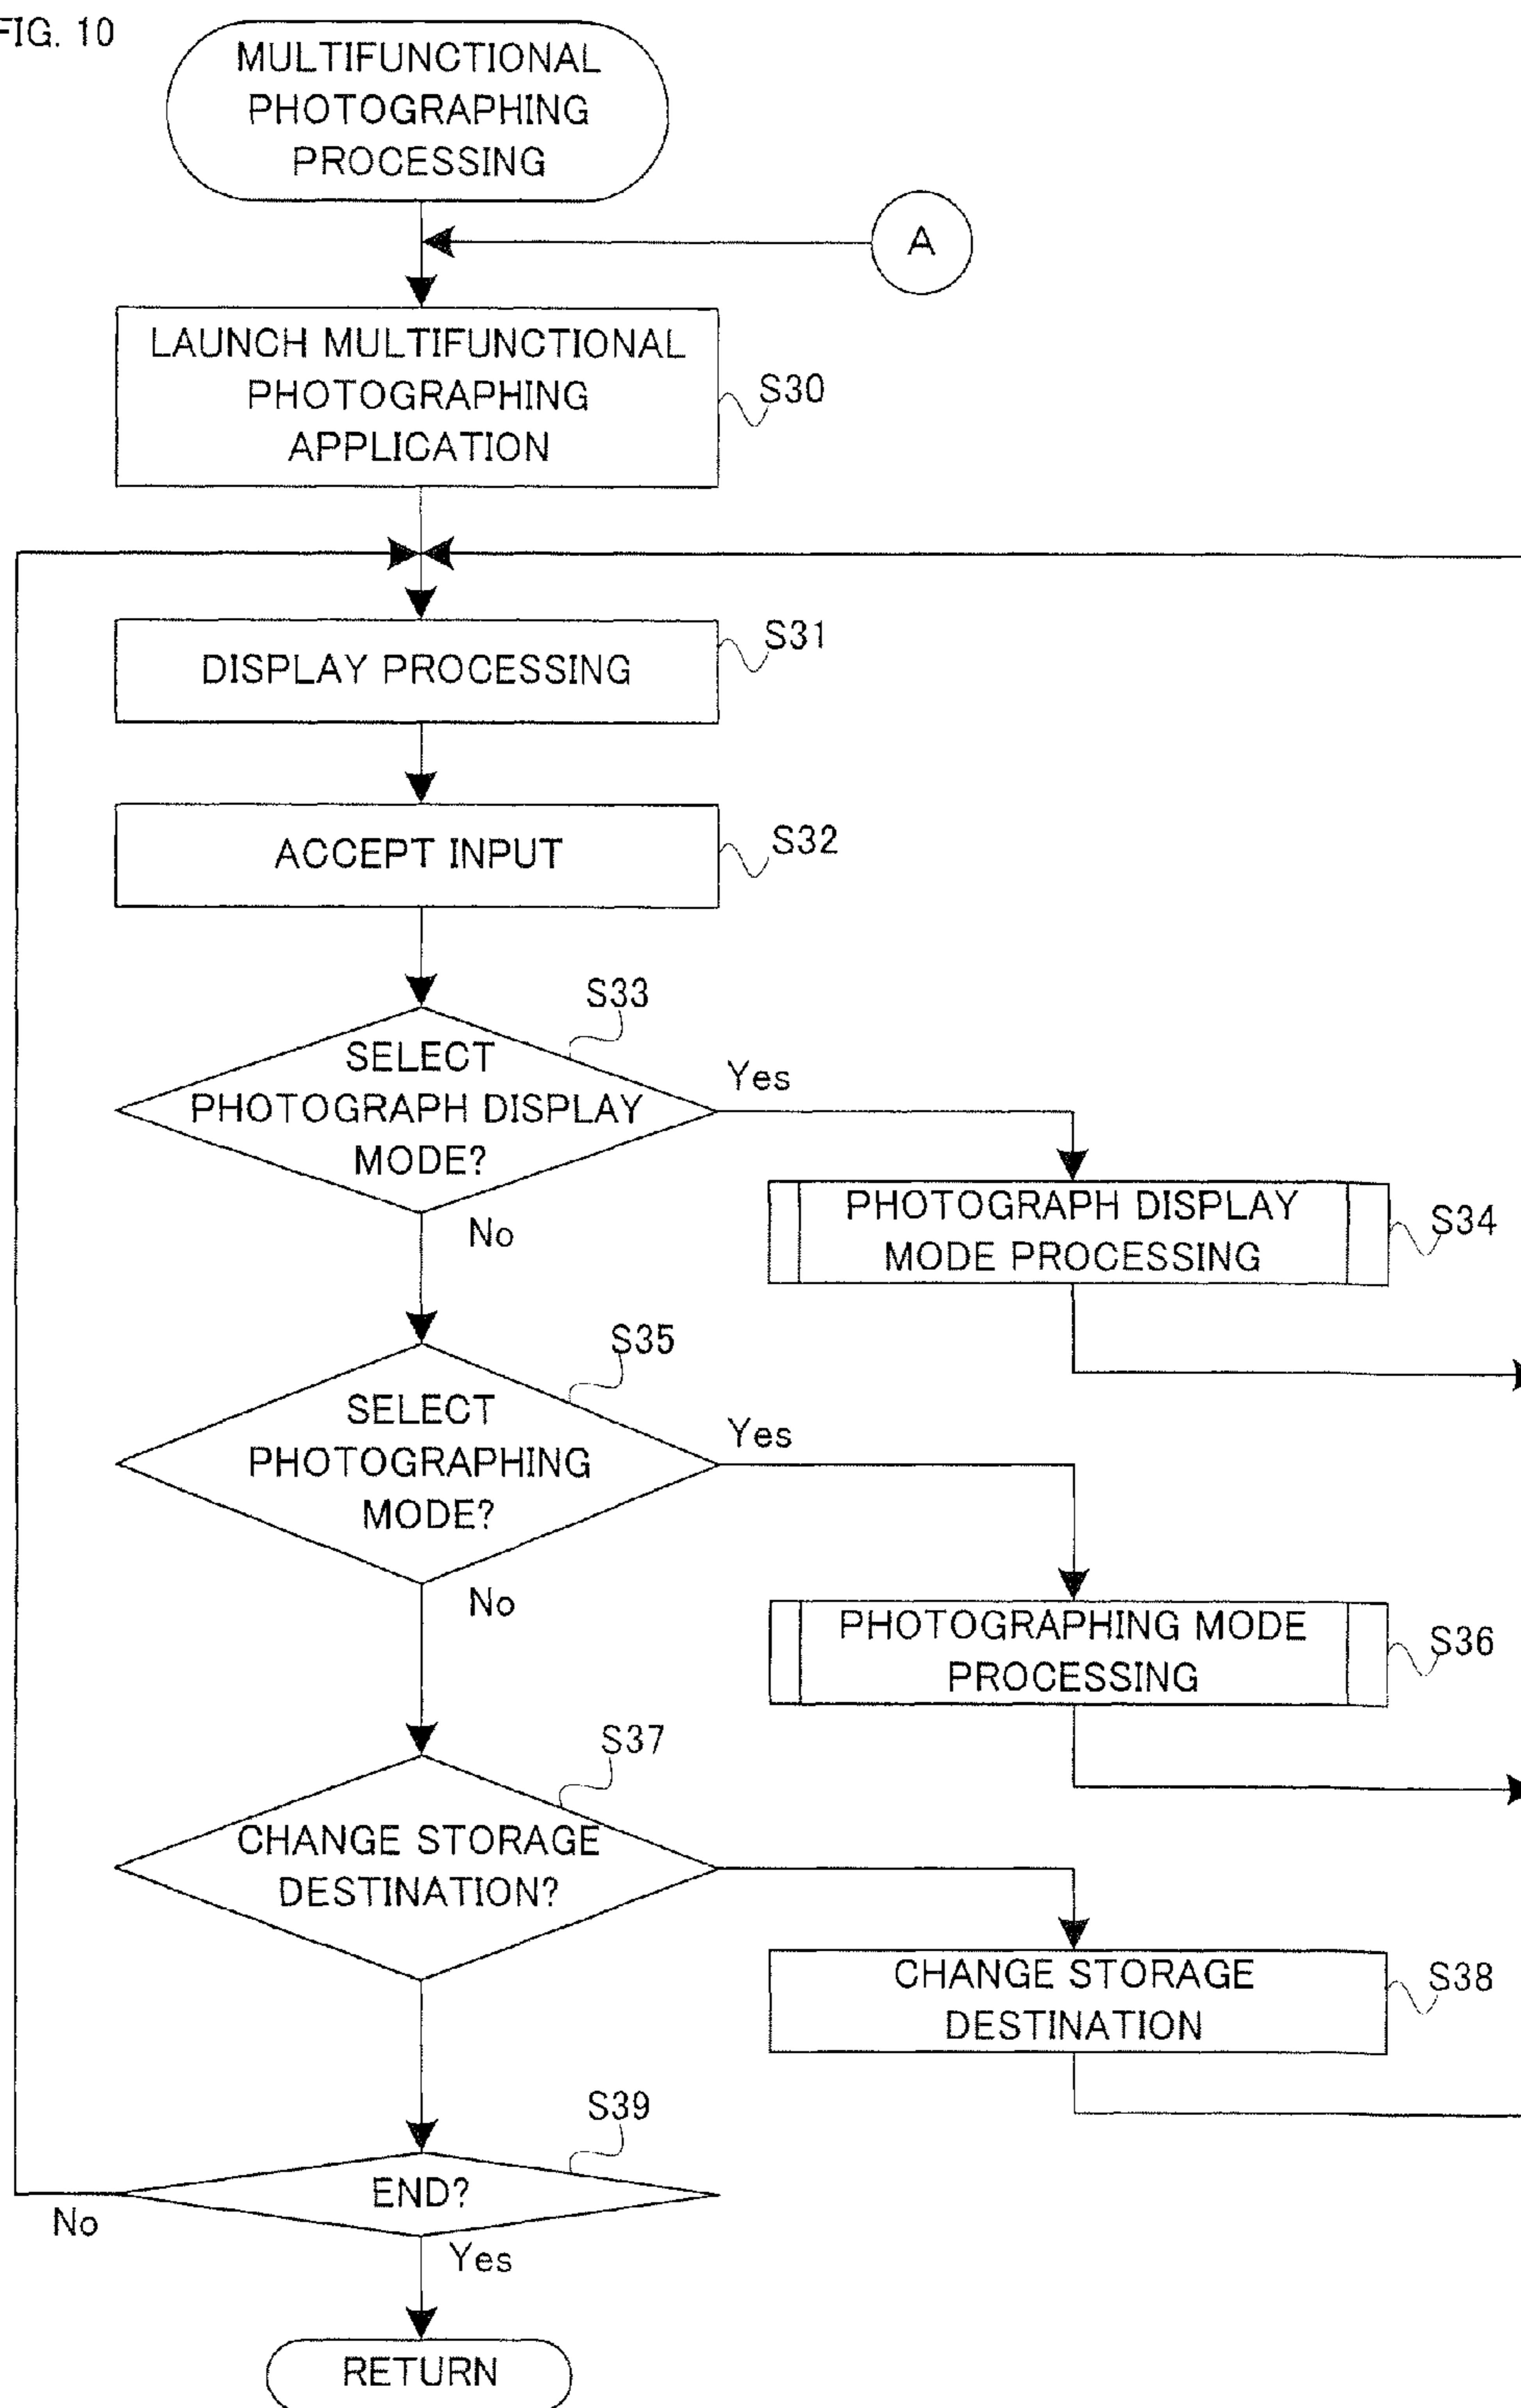 FIG. 10
MULTIFUNCTIONAL
PHOTOGRAPHING
PROCESSING
A
LAUNCH MULTIFUNCTIONAL
PHOTOGRAPHING
APPLICATION
S30
DISPLAY PROCESSING
S31
ACCEPT INPUT
S32
S33
SELECT
PHOTOGRAPH DISPLAY
MODE?
Yes
No
PHOTOGRAPH DISPLAY
MODE PROCESSING
S34
S35
SELECT
PHOTOGRAPHING
MODE?
Yes
No
PHOTOGRAPHING MODE
PROCESSING
S36
S37
CHANGE STORAGE
DESTINATION?
CHANGE STORAGE
DESTINATION
S38
S39
END?
No
Yes
RETURN